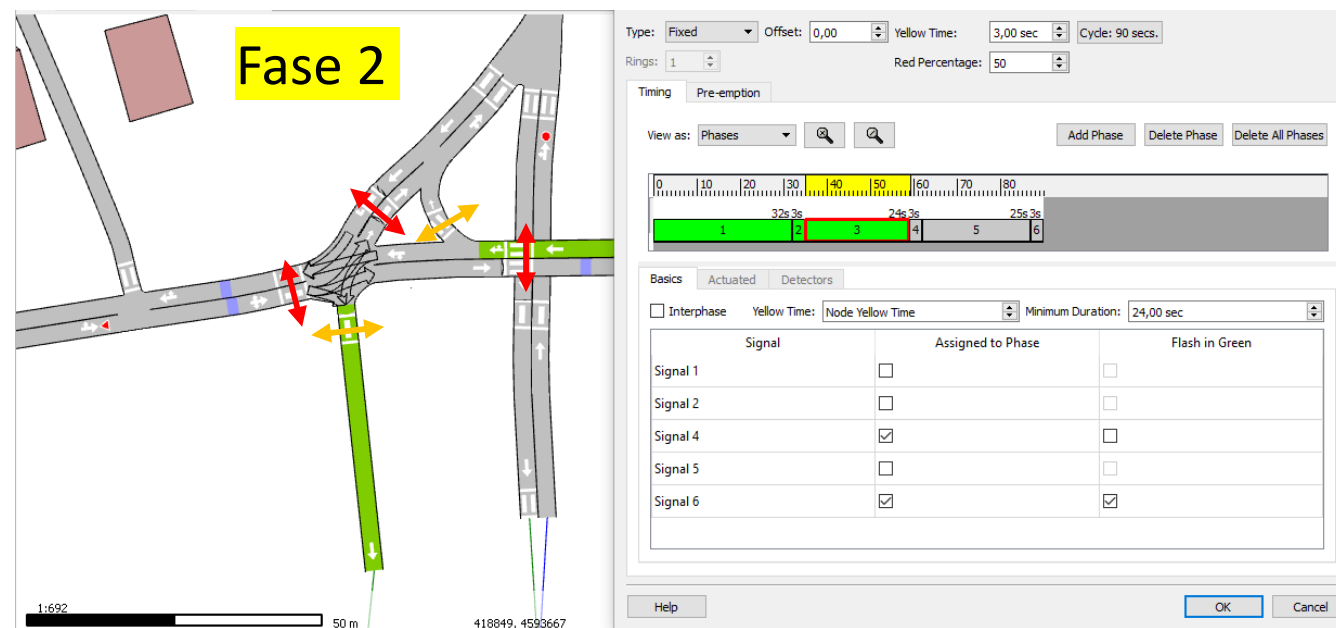 Fase 2
1:692
50 m
418849, 4593667
Type: Fixed Offset: 0,00 Yellow Time: 3,00 sec Cycle: 90 secs.
Rings: 1 Red Percentage: 50
Timing Pre-emption
View as: Phases Add Phase Delete Phase Delete All Phases
0 10 20 30 40 50 60 70 80
32s 3s 24s 3s 25s 3s
1 2 3 4 5 6
Basics Actuated Detectors
Interphase Yellow Time: Node Yellow Time Minimum Duration: 24,00 sec
Signal Assigned to Phase Flash in Green
Signal 1
Signal 2
Signal 4
Signal 5
Signal 6
Help OK Cancel